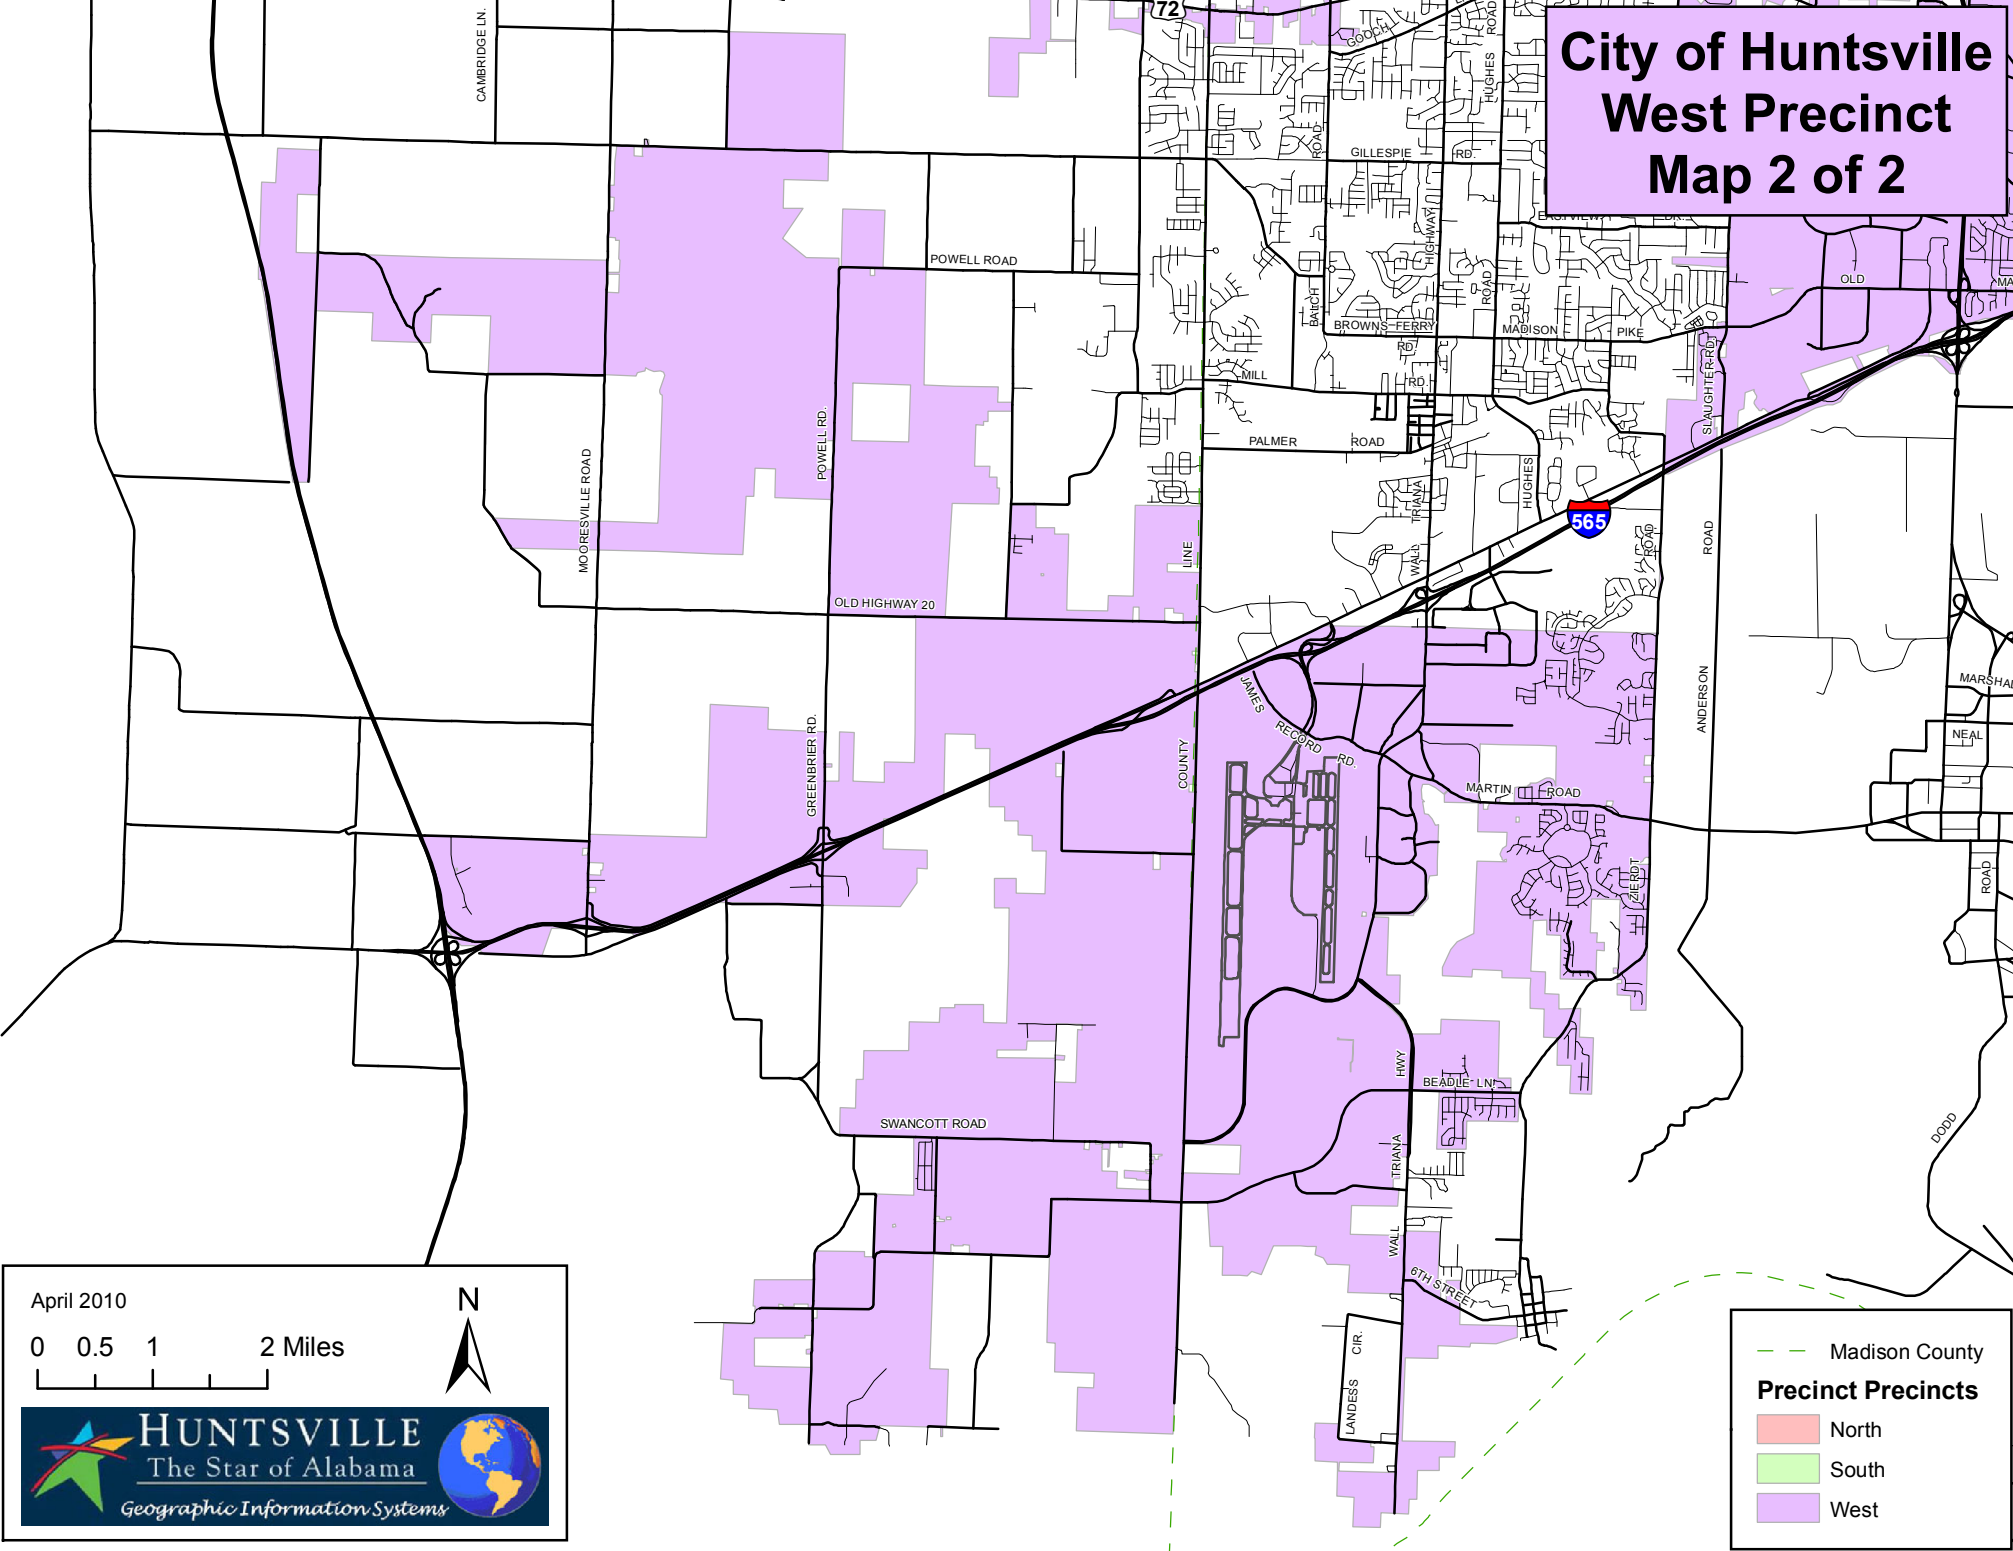 City of Huntsville
West Precinct
Map 2 of 2
72
CAMBRIDGE LN.
GOOCH
HUGHES
ROAD
ROAD
GILLESPIE
RD.
HIGHWAY
EASTVIEW
DR.
POWELL ROAD
ROAD
BALCH
BROWNS-FERRY
RD.
MADISON
PIKE
OLD
MA
SLAUGHTER-RD.
MILL
RD.
POWELL RD.
PALMER
ROAD
MOORESVILLE ROAD
HUGHES
TRIANA
565
WALL
ROAD
ROAD
LINE
OLD HIGHWAY 20
ANDERSON
MARSHAL
JAMES
RECORD
RD.
NEAL
GREENBRIER RD.
COUNTY
MARTIN
ROAD
ZIERDT
ROAD
HWY
BEADLE LN.
SWANCOTT ROAD
TRIANA
DODD
WALL
6TH STREET
LANDESS
CIR.
April 2010
N
0 0.5 1 2 Miles
HUNTSVILLE
The Star of Alabama
Geographic Information Systems
Madison County
Precinct Precincts
North
South
West